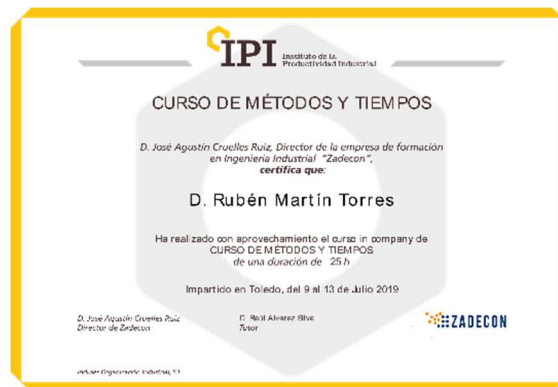 IPI
Instituto de la
Productividad Industrial
CURSO DE MÉTODOS Y TIEMPOS
D. José Agustín Cruelles Ruiz, Director de la empresa de formación
en Ingeniería Industrial "Zadecon",
certifica que:
D. Rubén Martín Torres
Ha realizado con aprovechamiento el curso in company de
CURSO DE MÉTODOS Y TIEMPOS
de una duración de 25 h
Impartido en Toledo, del 9 al 13 de Julio 2019
D. José Agustín Cruelles Ruiz
Director de Zadecon
D. Raúl Alvarez Silva
Tutor
ZADECON